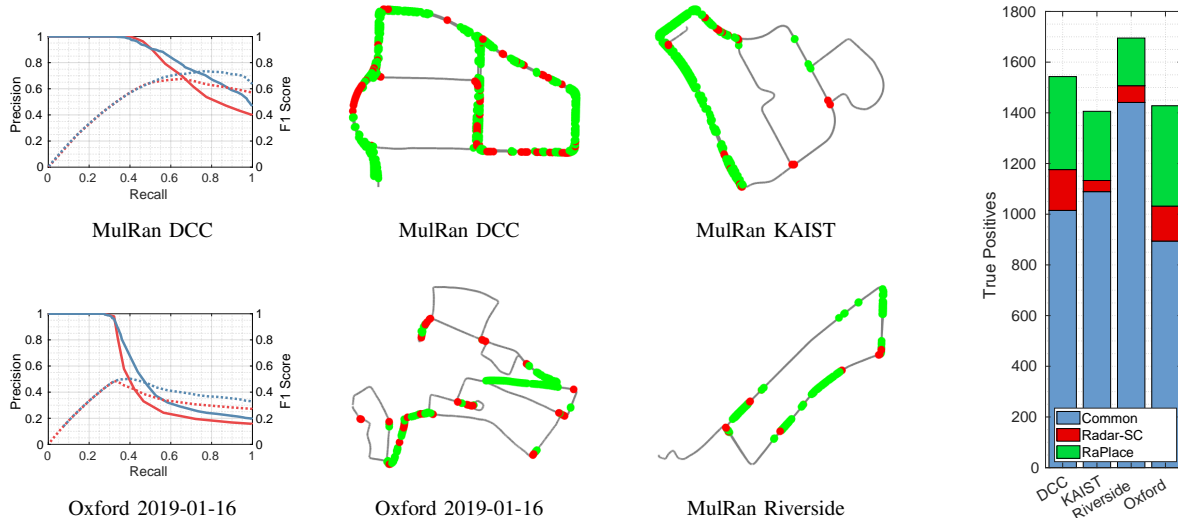 1
0.8
0.6
0.4
0.2
0
Precision
1
0.8
0.6
0.4
0.2
0
F1 Score
0 0.2 0.4 0.6 0.8 1
Recall
MulRan DCC
MulRan DCC
MulRan KAIST
1
0.8
0.6
0.4
0.2
0
Precision
1
0.8
0.6
0.4
0.2
0
F1 Score
0 0.2 0.4 0.6 0.8 1
Recall
Oxford 2019-01-16
Oxford 2019-01-16
MulRan Riverside
1800
1600
1400
1200
1000
800
600
400
200
0
True Positives
Common
Radar-SC
RaPlace
DCC
KAIST
Riverside
Oxford